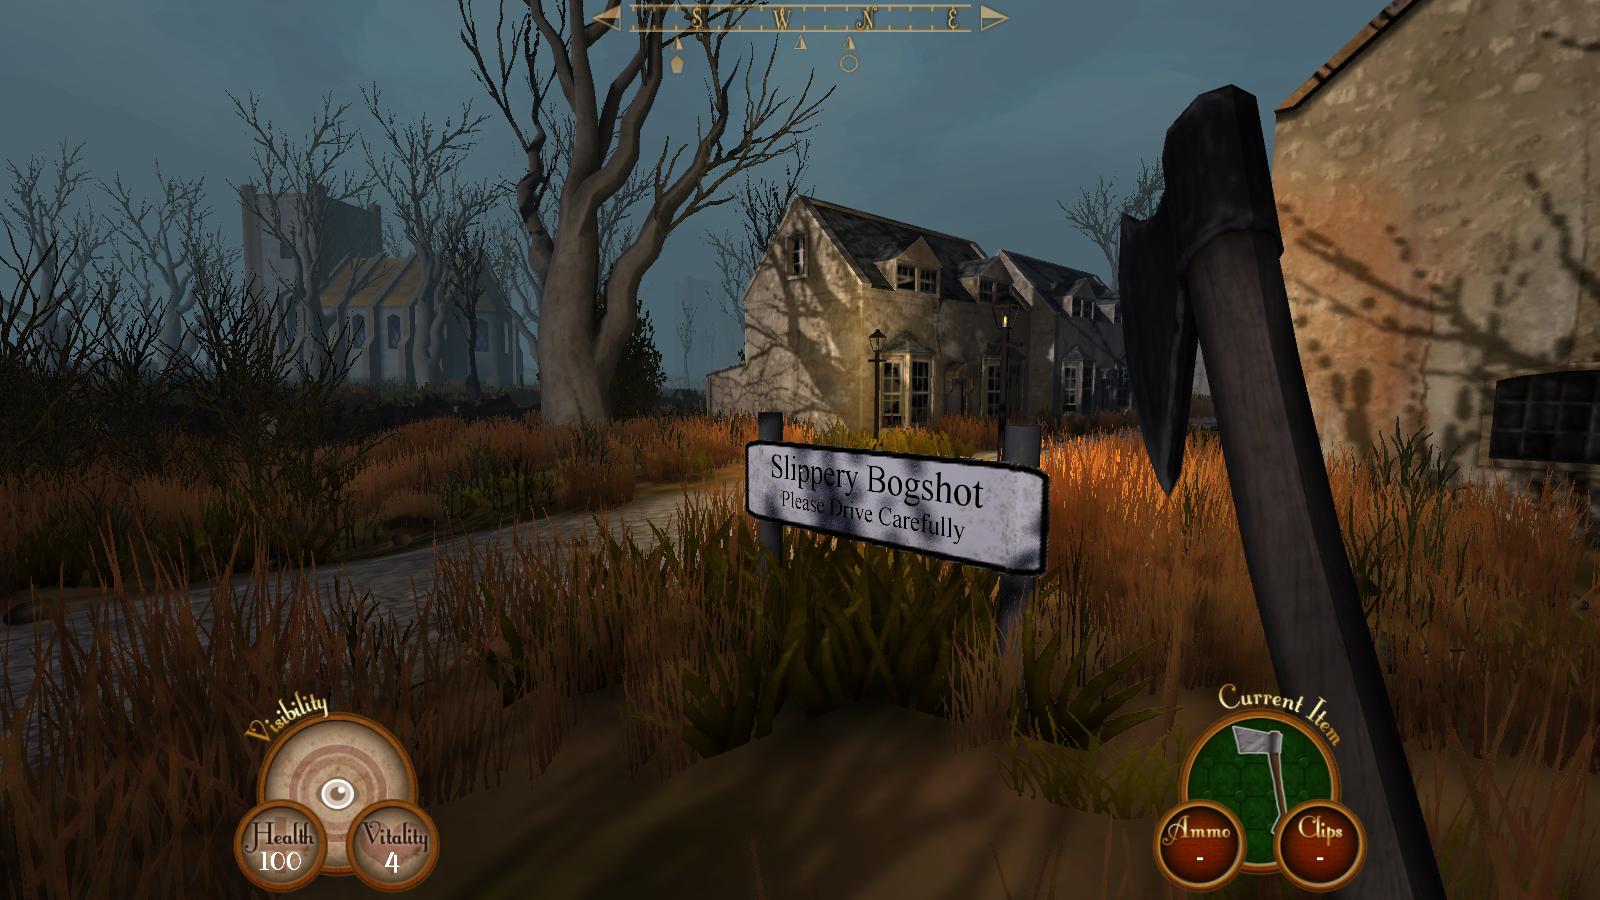 S W N E
Slippery Bogshot
Please Drive Carefully
Visibility
Health
100
Vitality
4
Current Item
Ammo
-
Clips
-